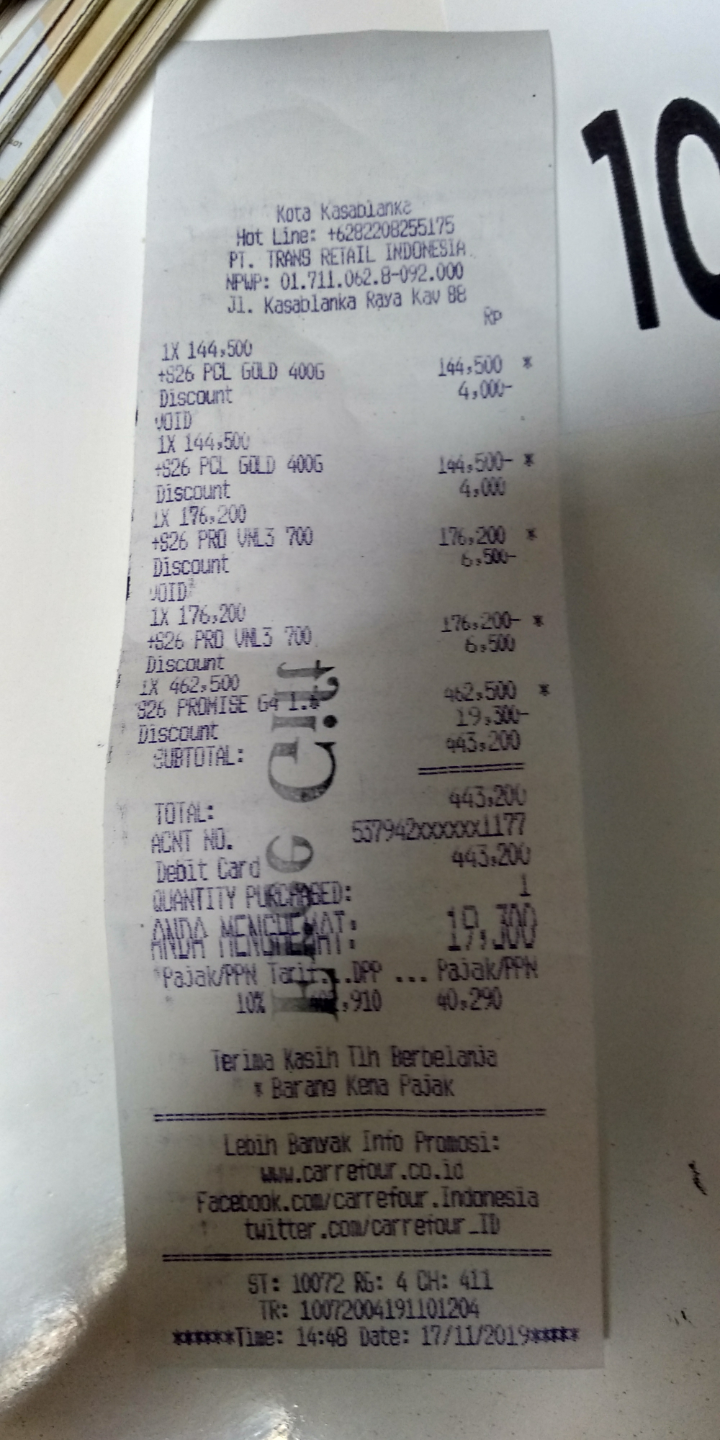 Kota Kasablanka
Hot Line: +6282208255175
PT. TRANS RETAIL INDONESIA
NPWP: 01.711.062.8-092.000
Jl. Kasablanka Raya Kav 88
Rp
1X 144,500
+S26 PCL GOLD 400G 144,500 *
Discount 4,000-
VOID
1X 144,500
+S26 PCL GOLD 400G 144,500- *
Discount 4,000
1X 176,200
+S26 PRO VNL3 700 176,200 *
Discount 6,500-
VOID
1X 176,200
+S26 PRO VNL3 700 176,200- *
Discount 6,500
1X 462,500
S26 PROMISE G4 1.* 462,500 *
Discount 19,300-
SUBTOTAL: 443,200
==========
TOTAL: 443,200
ACNT NO. 537942xxxxxx1177
Debit Card 443,200
QUANTITY PURCHASED: 1
ANDA MENGHEMAT: 19,300
*Pajak/PPN Tarif...DPP ... Pajak/PPN
10% ,910 40,290
Terima Kasih Tlh Berbelanja
* Barang Kena Pajak
Lebih Banyak Info Promosi:
www.carrefour.co.id
Facebook.com/carrefour.Indonesia
twitter.com/carrefour_ID
ST: 10072 RG: 4 CH: 411
TR: 10072004191101204
******Time: 14:48 Date: 17/11/2019*****
10